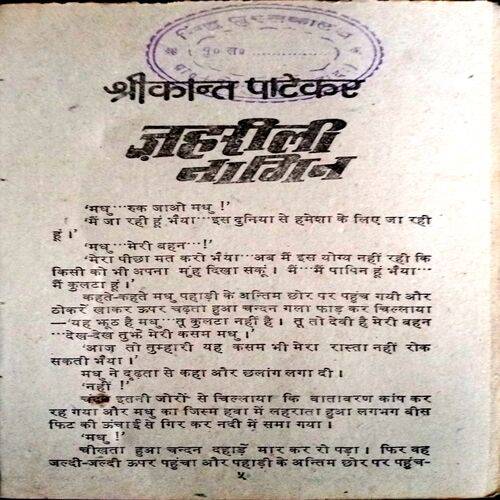 श्रीकान्त पाटेकर
ज़हरीली
नागिन
'मधु···रुक जाओ मधु !'
'मैं जा रही हूं भैया···इस दुनिया से हमेशा के लिए जा रही
हूं ।'
'मधु···मेरी बहन···!'
'मेरा पीछा मत करो भैया···अब मैं इस योग्य नहीं रही कि
किसी को भी अपना मुंह दिखा सकूं । मैं···मैं पापिन हूं भैया···
मैं कुलटा हूं ।'
कहते-कहते मधु पहाड़ी के अन्तिम छोर पर पहुंच गयी और
ठोकरें खाकर ऊपर चढ़ता हुआ चन्दन गला फाड़ कर चिल्लाया
—'यह झूठ है मधु···तू कुलटा नहीं है । तू तो देवी है मेरी बहन
···देख-देख तुझे मेरी कसम मधु ।'
'आज तो तुम्हारी यह कसम भी मेरा रास्ता नहीं रोक
सकती भैया ।'
मधु ने दृढ़ता से कहा और छलांग लगा दी ।
'नहीं !'
चन्दन इतनी जोरों से चिल्लाया कि वातावरण कांप कर
रह गया और मधु का जिस्म हवा में लहराता हुआ लगभग बीस
फिट की ऊंचाई से गिर कर नदी में समा गया ।
'मधु !'
चीखता हुआ चन्दन दहाड़ें मार कर रो पड़ा । फिर वह
जल्दी-जल्दी ऊपर पहुंचा और पहाड़ी के अन्तिम छोर पर पहुंच-
५